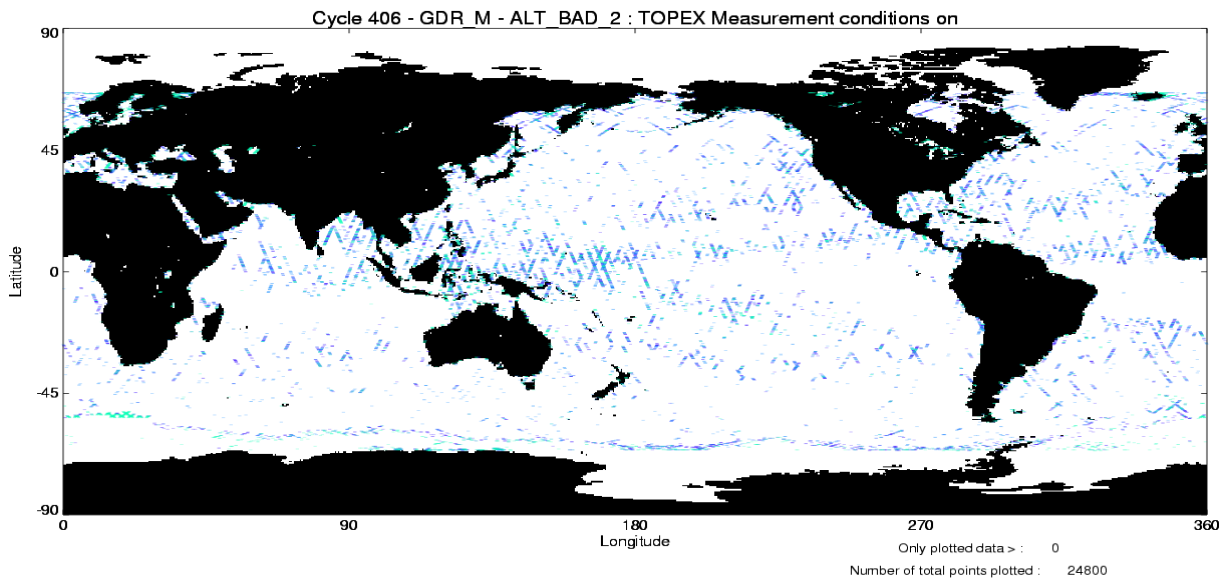 Cycle 406 - GDR_M - ALT_BAD_2 : TOPEX Measurement conditions on
90
45
0
-45
-90
Latitude
0 90 180 270 360
Longitude
Only plotted data > : 0
Number of total points plotted : 24800